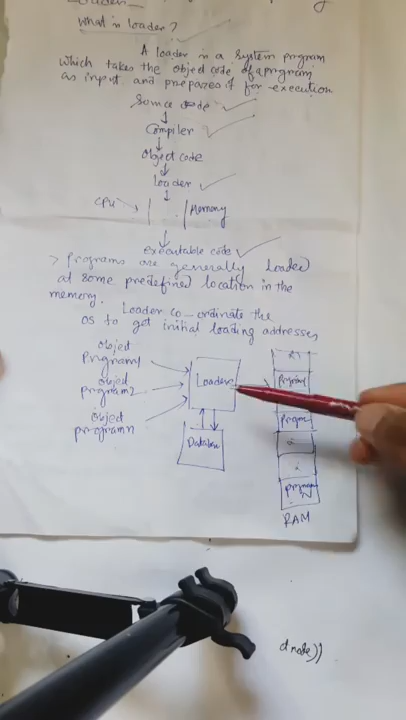 What is loader?
A loader is a system program
which takes the object code of a program
as input and prepares it for execution
Source code
Compiler
object code
loader
CPU
Memory
executable code
> Programs are generally loaded
at some predefined location in the
memory.
Loader co-ordinate the
OS to get initial loading addresses
object
program1
object
program2
object
program n
Loader
Databas
Program
Progra
program
RAM
d node))